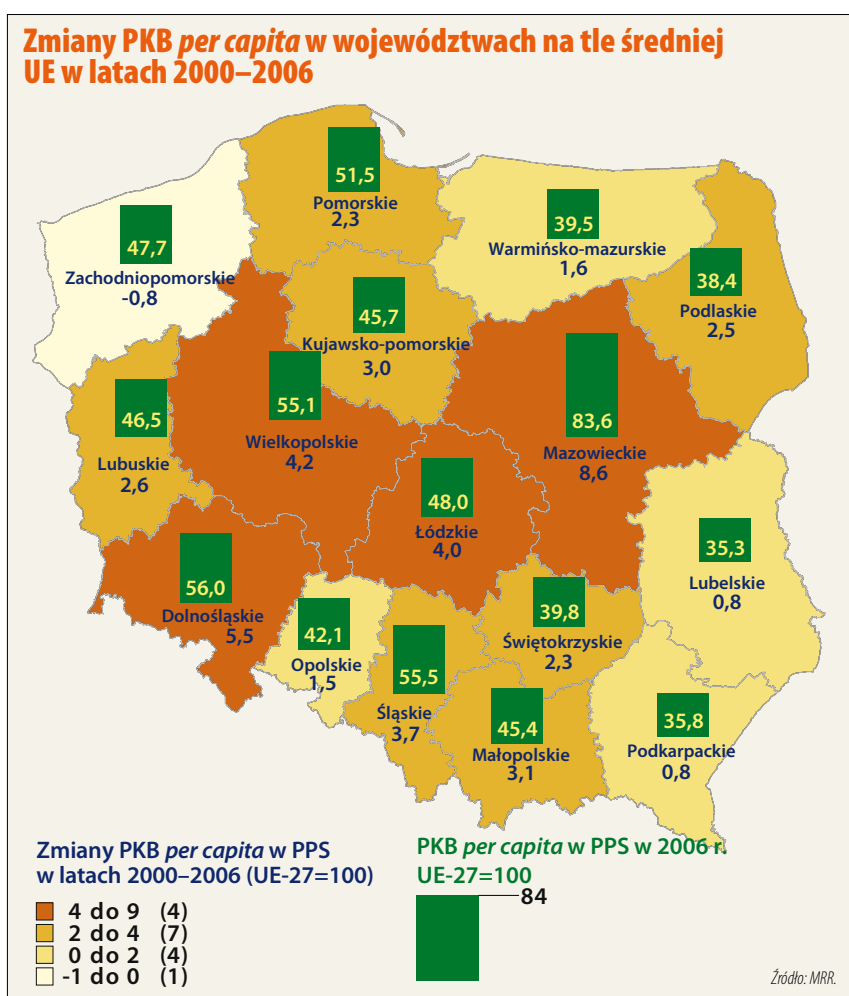 Zmiany PKB per capita w województwach na tle średniej
UE w latach 2000–2006
51,5
Pomorskie
2,3
39,5
Warmińsko-mazurskie
1,6
47,7
Zachodniopomorskie
-0,8
38,4
Podlaskie
2,5
45,7
Kujawsko-pomorskie
3,0
55,1
Wielkopolskie
4,2
83,6
Mazowieckie
8,6
46,5
Lubuskie
2,6
48,0
Łódzkie
4,0
35,3
Lubelskie
0,8
56,0
Dolnośląskie
5,5
42,1
Opolskie
1,5
39,8
Świętokrzyskie
2,3
55,5
Śląskie
3,7
45,4
Małopolskie
3,1
35,8
Podkarpackie
0,8
Zmiany PKB per capita w PPS
w latach 2000–2006 (UE-27=100)
4 do 9 (4)
2 do 4 (7)
0 do 2 (4)
-1 do 0 (1)
PKB per capita w PPS w 2006 r.
UE-27=100
84
Źródło: MRR.